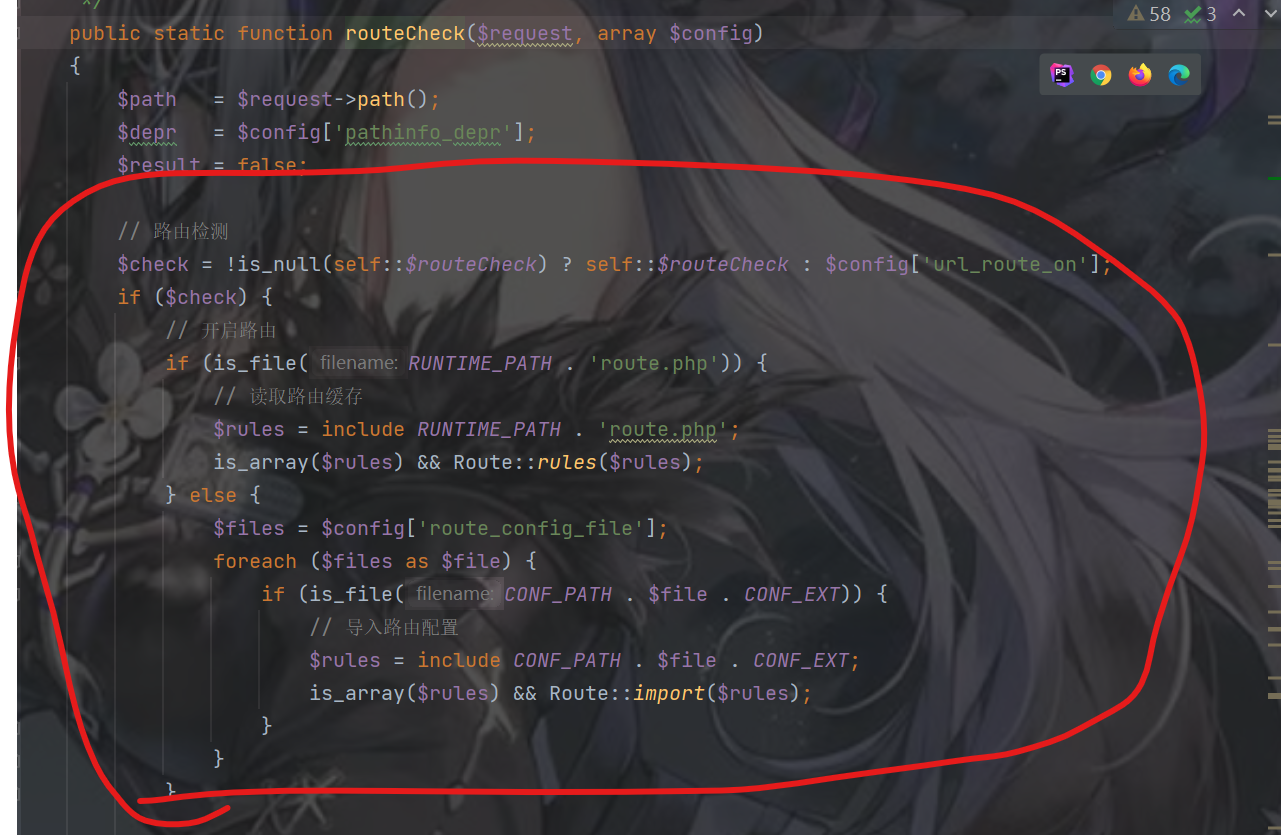 */
58 3
public static function routeCheck($request, array $config)
{
PS
$path = $request->path();
$depr = $config['pathinfo_depr'];
$result = false;
// 路由检测
$check = !is_null(self::$routeCheck) ? self::$routeCheck : $config['url_route_on'];
if ($check) {
// 开启路由
if (is_file( filename: RUNTIME_PATH . 'route.php')) {
// 读取路由缓存
$rules = include RUNTIME_PATH . 'route.php';
is_array($rules) && Route::rules($rules);
} else {
$files = $config['route_config_file'];
foreach ($files as $file) {
if (is_file( filename: CONF_PATH . $file . CONF_EXT)) {
// 导入路由配置
$rules = include CONF_PATH . $file . CONF_EXT;
is_array($rules) && Route::import($rules);
}
}
}